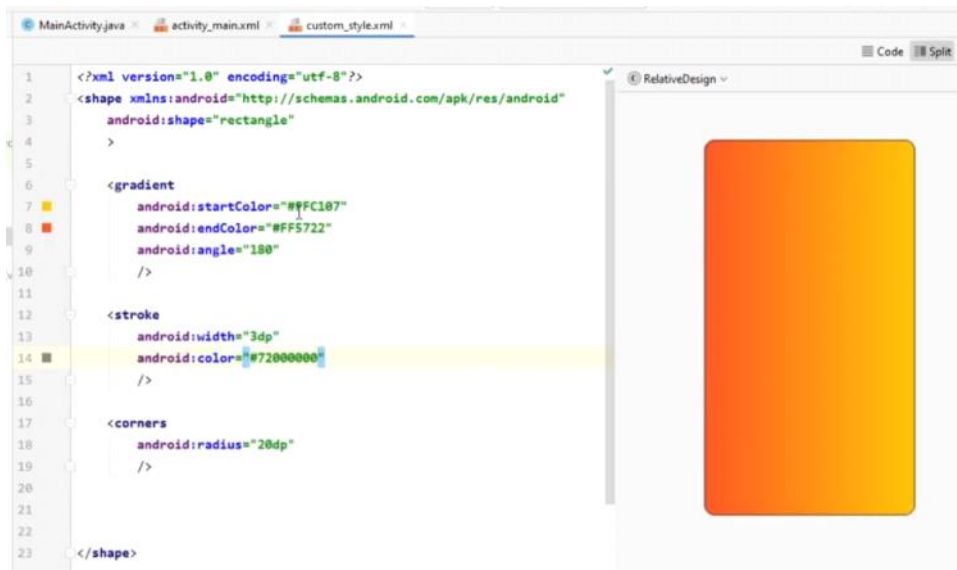 MainActivity.java
activity_main.xml
custom_style.xml
Code
Split
RelativeDesign
1 <?xml version="1.0" encoding="utf-8"?>
2 <shape xmlns:android="http://schemas.android.com/apk/res/android"
3 android:shape="rectangle"
4 >
5
6 <gradient
7 android:startColor="#FFC107"
8 android:endColor="#FF5722"
9 android:angle="180"
10 />
11
12 <stroke
13 android:width="3dp"
14 android:color="#72000000"
15 />
16
17 <corners
18 android:radius="20dp"
19 />
20
21
22
23 </shape>